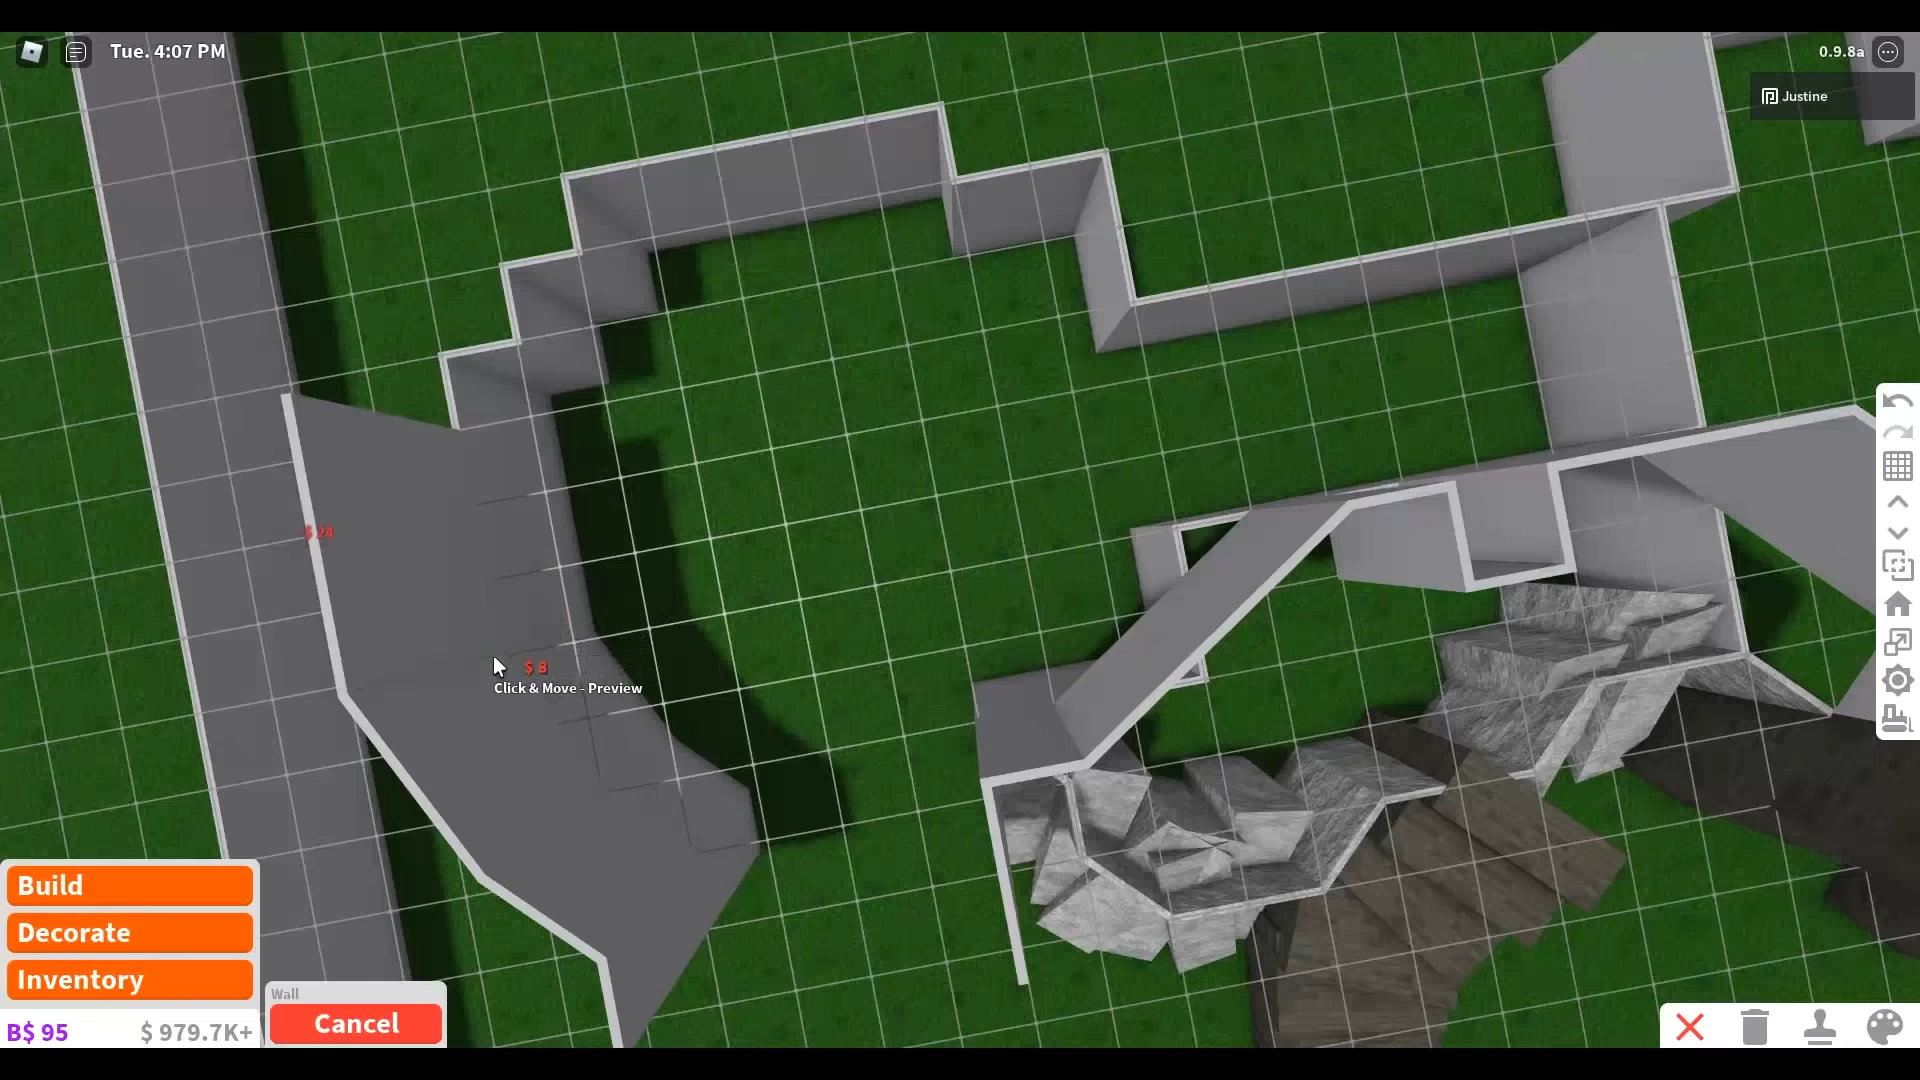 Tue. 4:07 PM
0.9.8a
Justine
$ 24
$ 8
Click & Move - Preview
Build
Decorate
Inventory
Wall
Cancel
B$ 95
$ 979.7K+